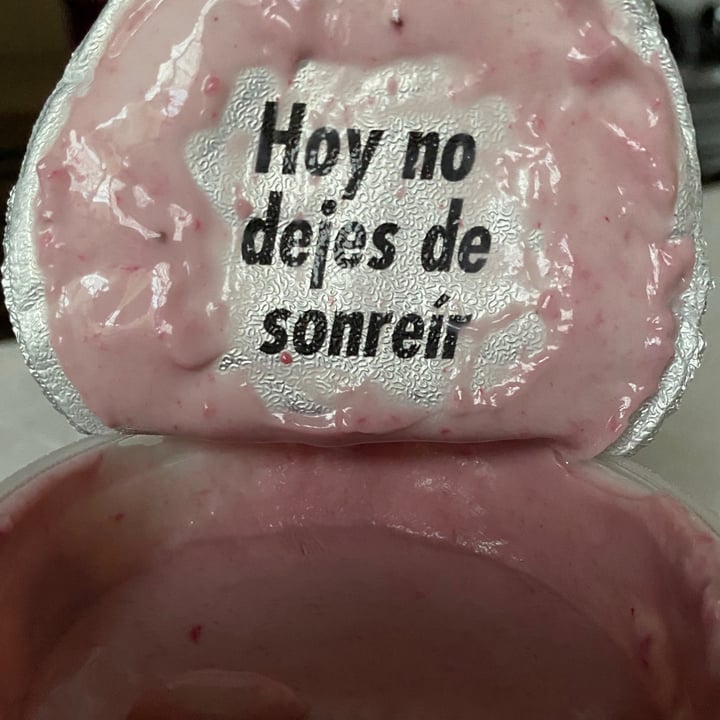 Hoy no
dejes de
sonreír